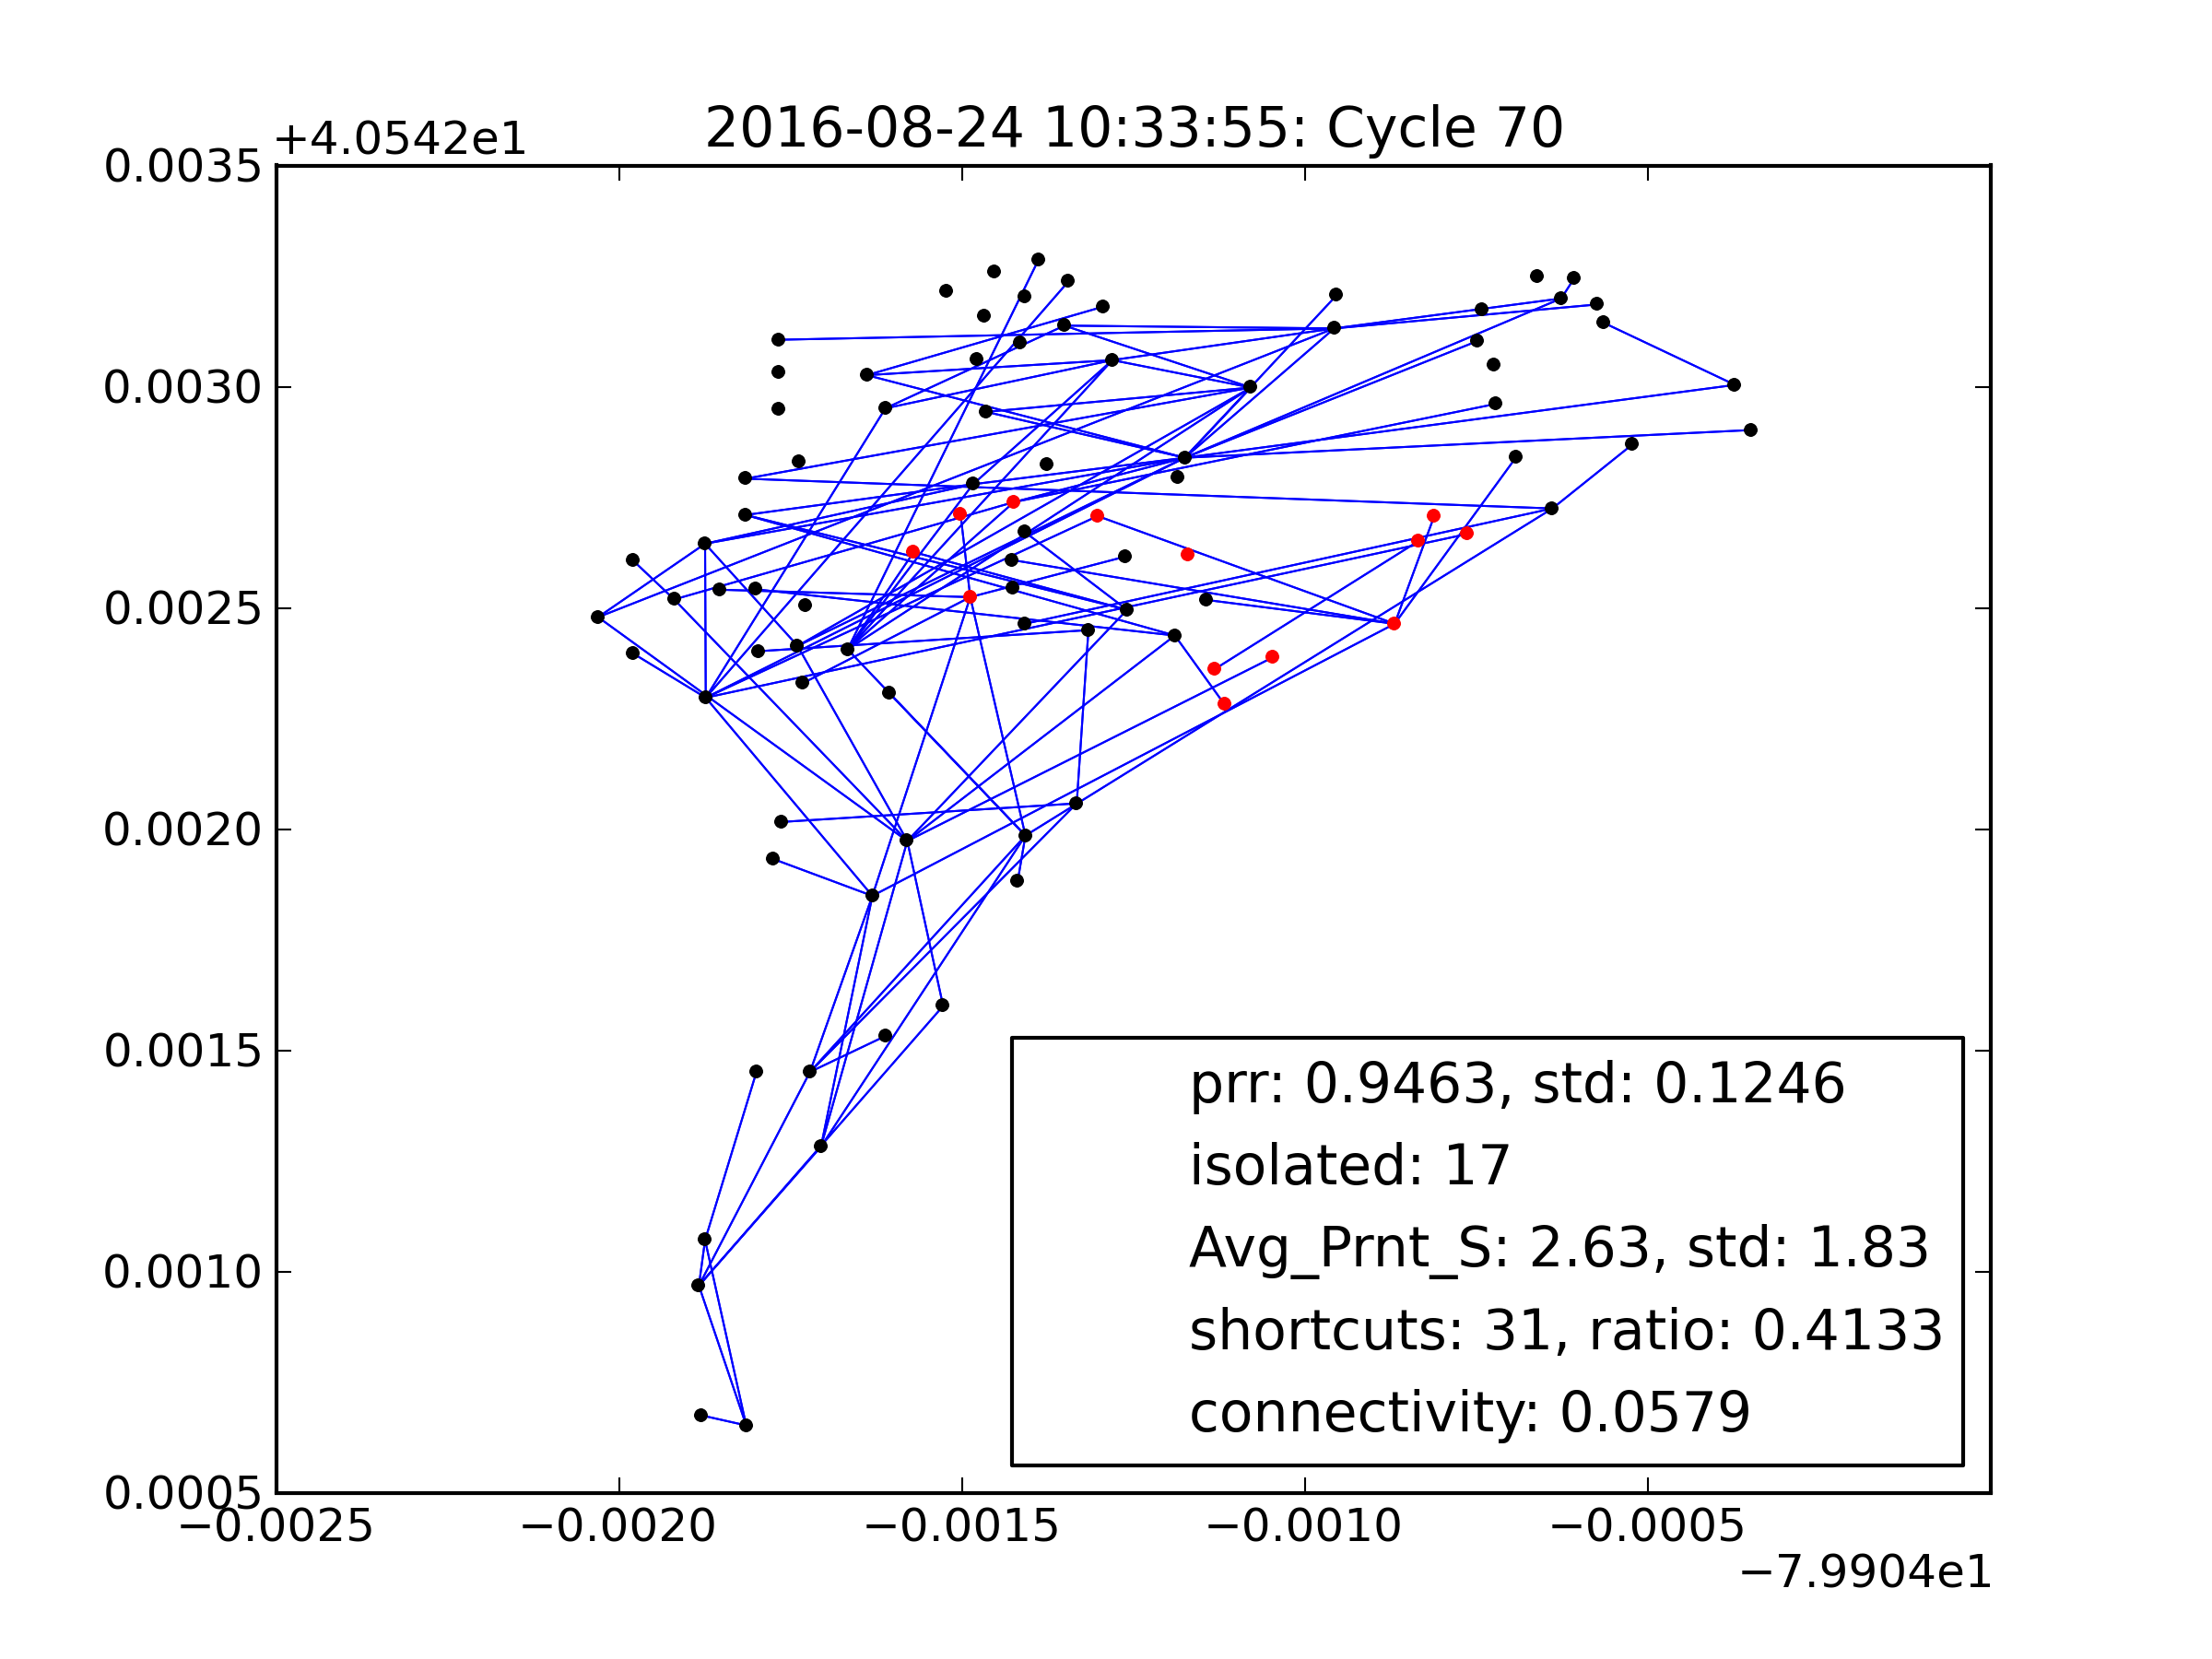 2016-08-24 10:33:55: Cycle 70
+4.0542e1
0.0035
0.0030
0.0025
0.0020
0.0015
0.0010
0.0005
prr: 0.9463, std: 0.1246
isolated: 17
Avg_Prnt_S: 2.63, std: 1.83
shortcuts: 31, ratio: 0.4133
connectivity: 0.0579
−0.0025 −0.0020 −0.0015 −0.0010 −0.0005
−7.9904e1